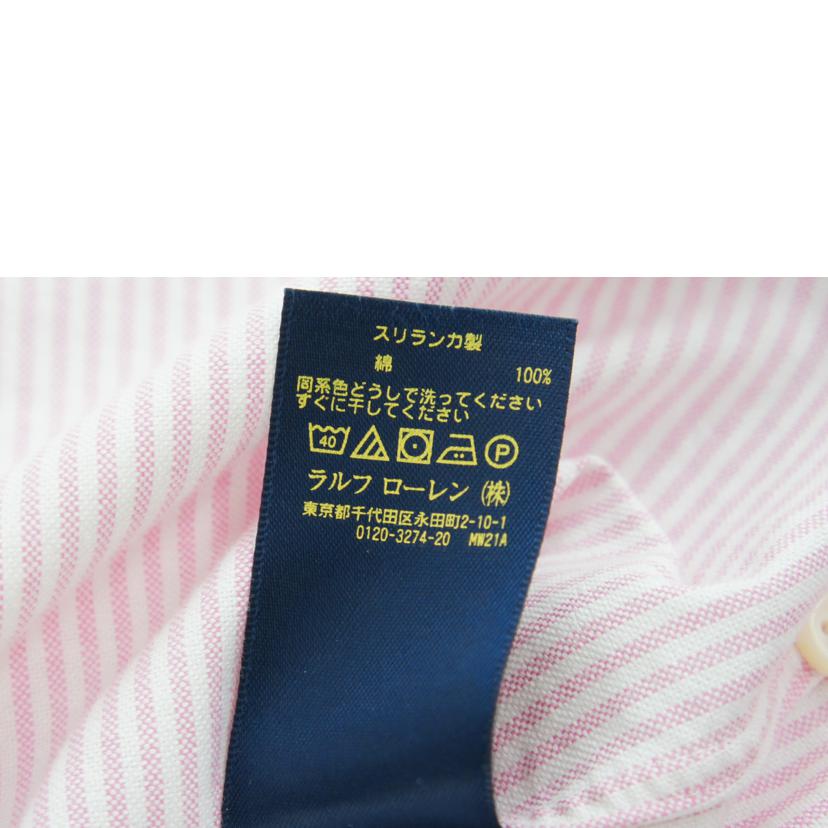 スリランカ製
綿 100%
同系色どうしで洗ってください
すぐに干してください
40 P
ラルフ ローレン (株)
東京都千代田区永田町2-10-1
0120-3274-20 MW21A